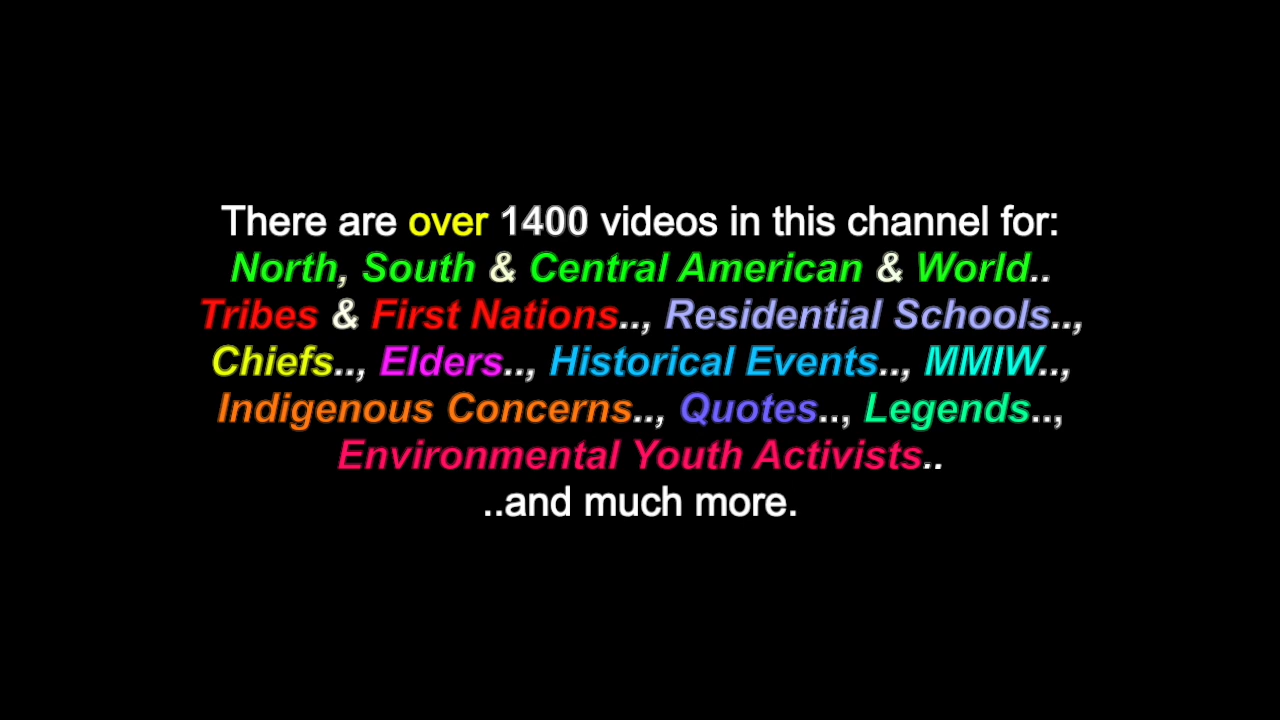 There are over 1400 videos in this channel for:
North, South & Central American & World..
Tribes & First Nations.., Residential Schools..,
Chiefs.., Elders.., Historical Events.., MMIW..,
Indigenous Concerns.., Quotes.., Legends..,
Environmental Youth Activists..
..and much more.